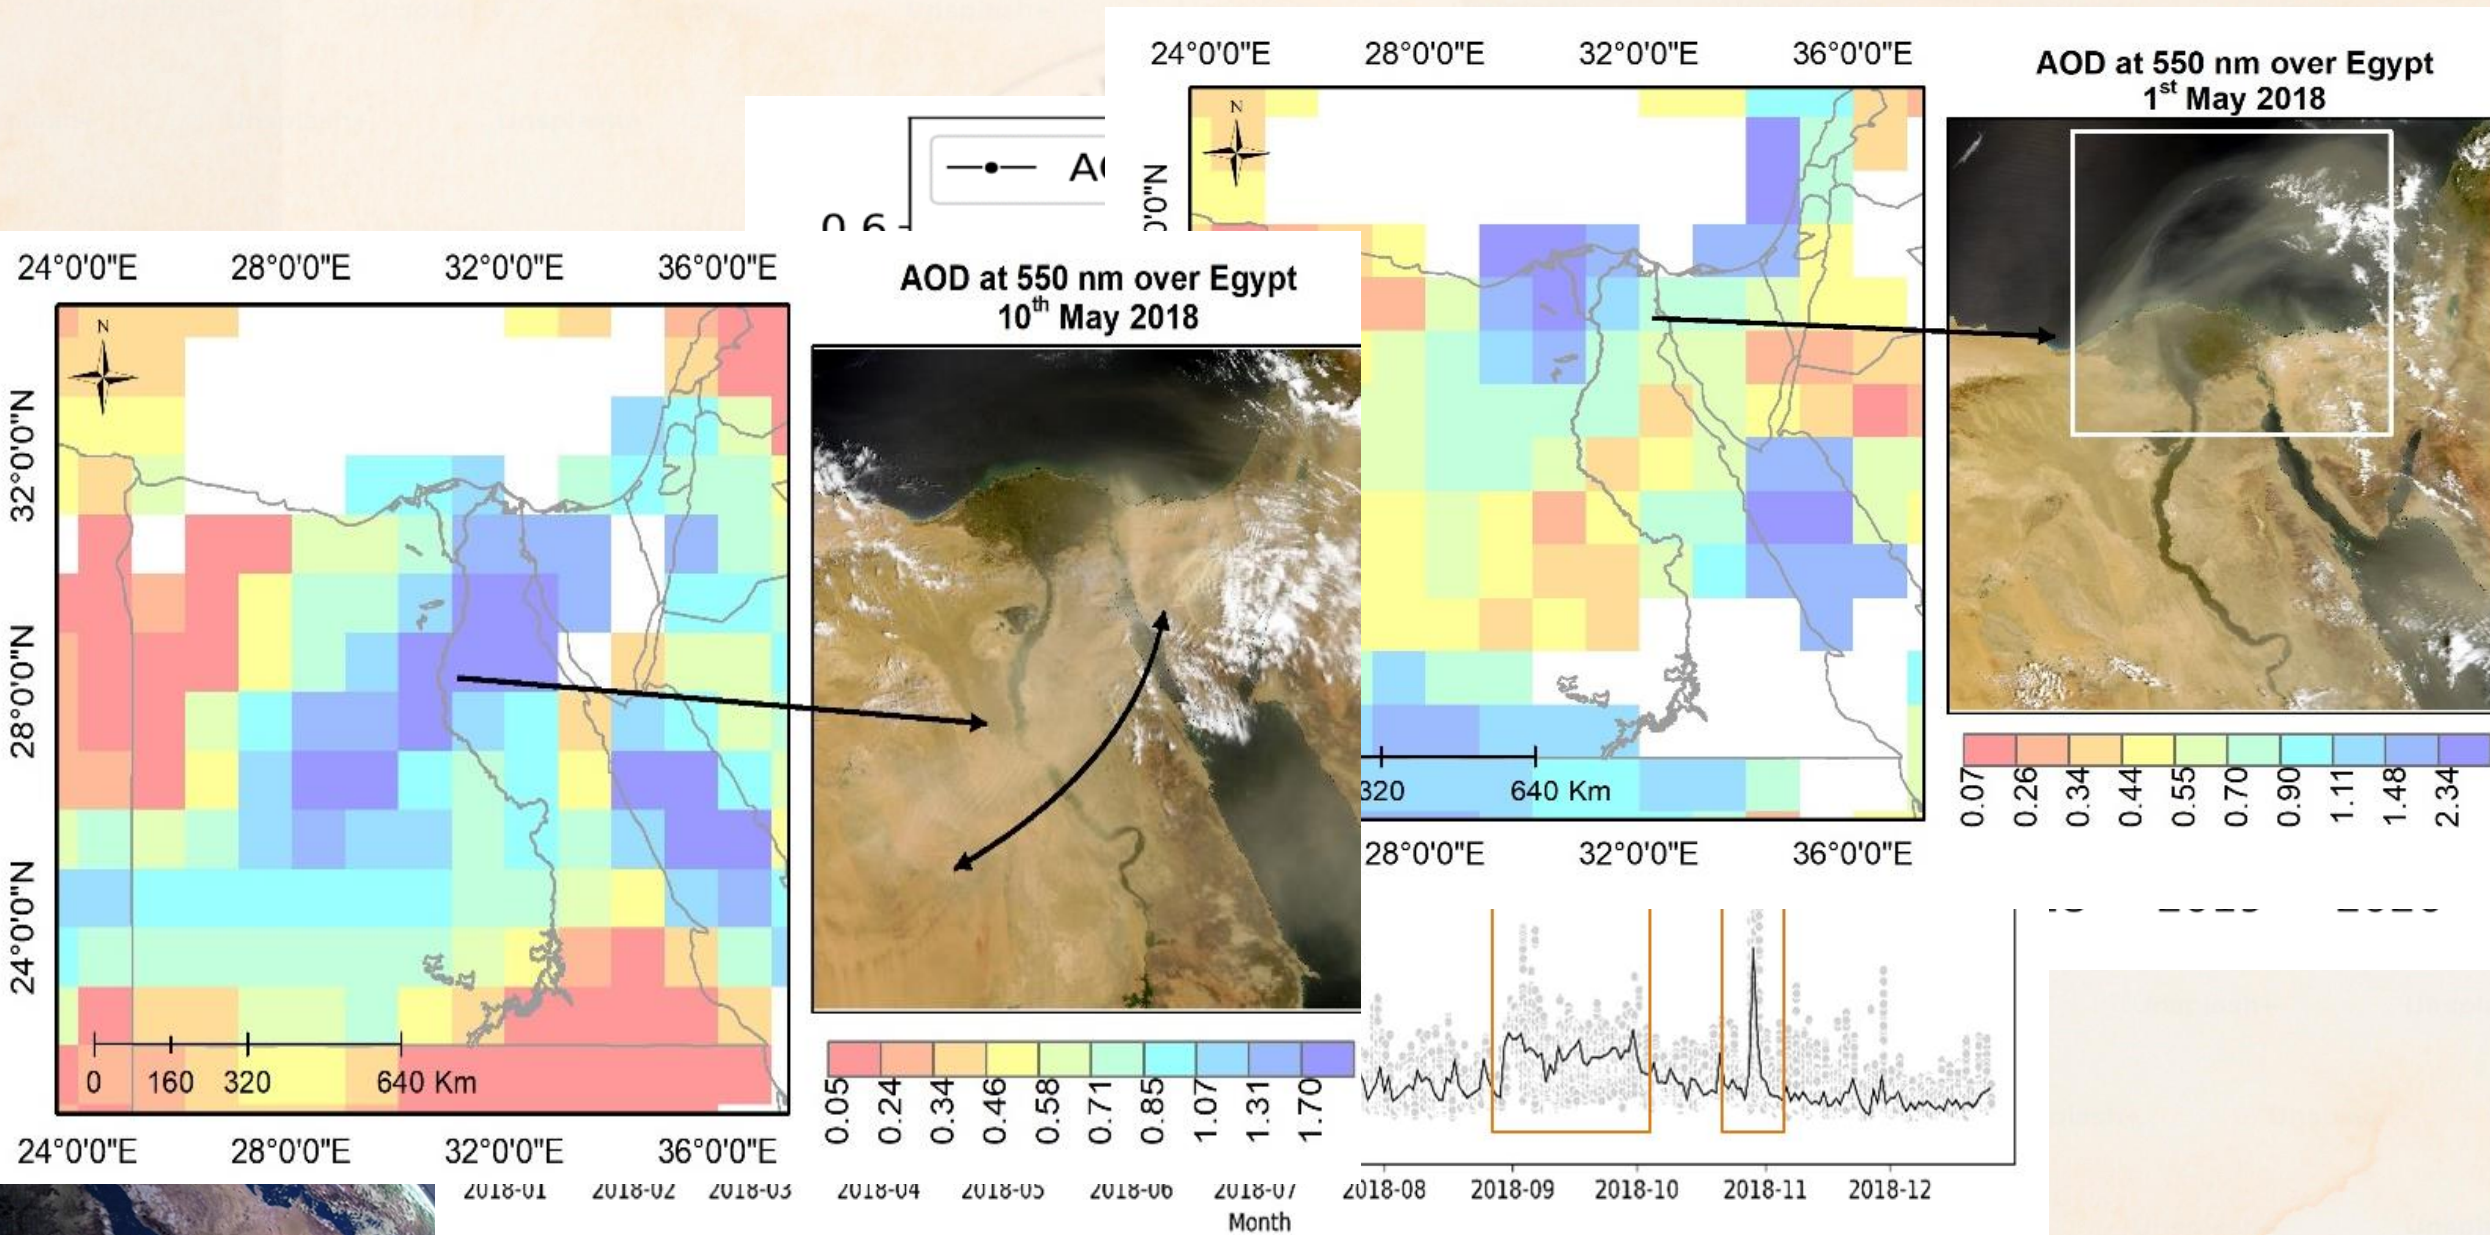 24°0'0"E 28°0'0"E 32°0'0"E 36°0'0"E
AOD at 550 nm over Egypt
1st May 2018
N
0'0"N
0.6
24°0'0"E 28°0'0"E 32°0'0"E 36°0'0"E
AOD at 550 nm over Egypt
10th May 2018
N
32°0'0"N
28°0'0"N
24°0'0"N
0 160 320 640 Km
24°0'0"E 28°0'0"E 32°0'0"E 36°0'0"E
0.05 0.24 0.34 0.46 0.58 0.71 0.85 1.07 1.31 1.70
320 640 Km
28°0'0"E 32°0'0"E 36°0'0"E
0.07 0.26 0.34 0.44 0.55 0.70 0.90 1.11 1.48 2.34
2018-01 2018-02 2018-03 2018-04 2018-05 2018-06 2018-07 2018-08 2018-09 2018-10 2018-11 2018-12
Month